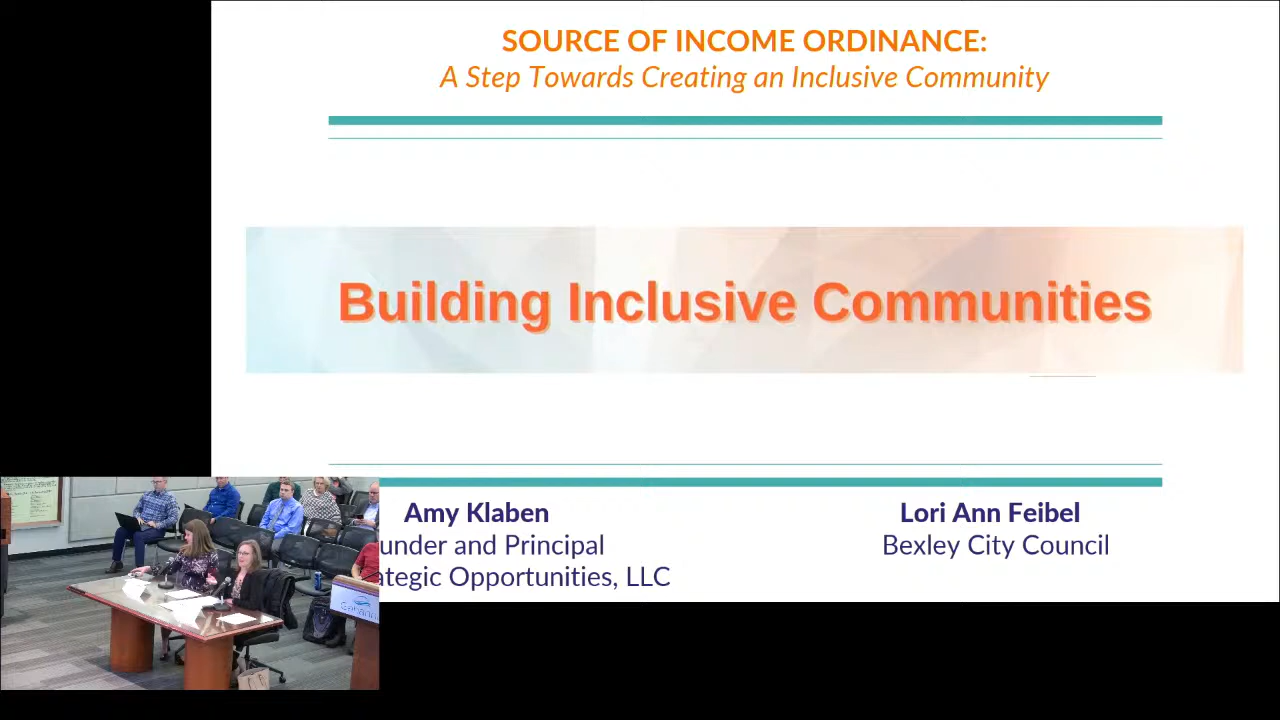 SOURCE OF INCOME ORDINANCE:
A Step Towards Creating an Inclusive Community
Building Inclusive Communities
Amy Klaben
under and Principal
ategic Opportunities, LLC
Lori Ann Feibel
Bexley City Council